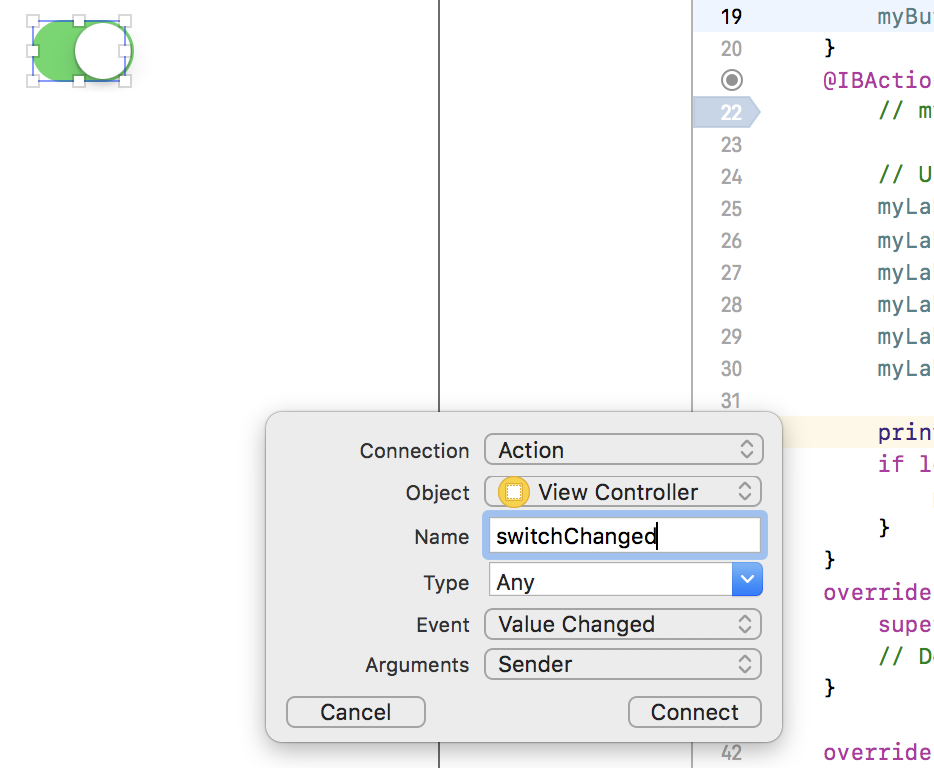 19 myBu
20 }
@IBActio
22 // m
23
24 // U
25 myLa
26 myLa
27 myLa
28 myLa
29 myLa
30 myLa
31
prin
if l
}
}
override
supe
// D
}
42 override
Connection Action
Object View Controller
Name switchChanged
Type Any
Event Value Changed
Arguments Sender
Cancel Connect